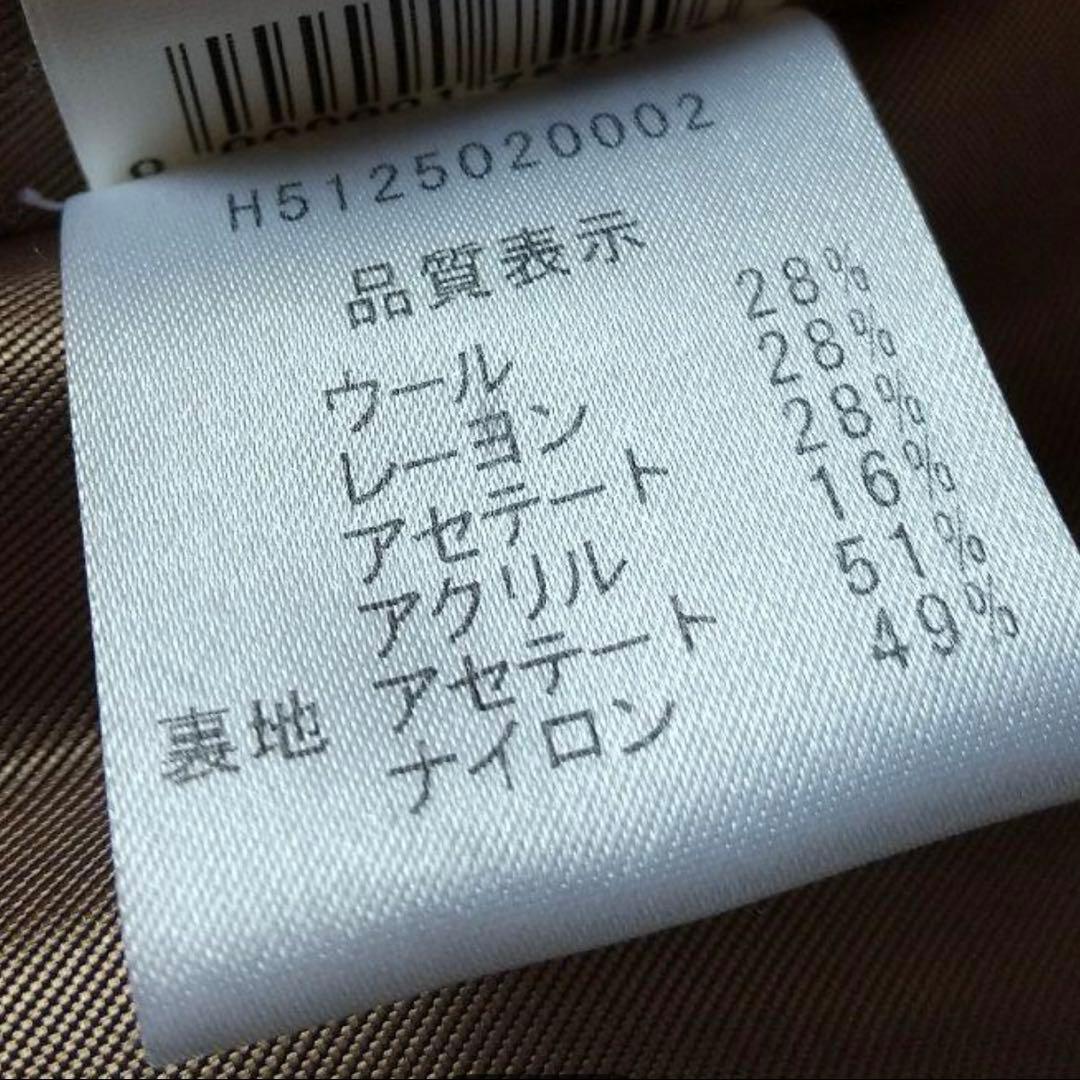 H5125020002
品質表示
ウール 28%
レーヨン 28%
アセテート 28%
アクリル 16%
裏地 アセテート 51%
ナイロン 49%